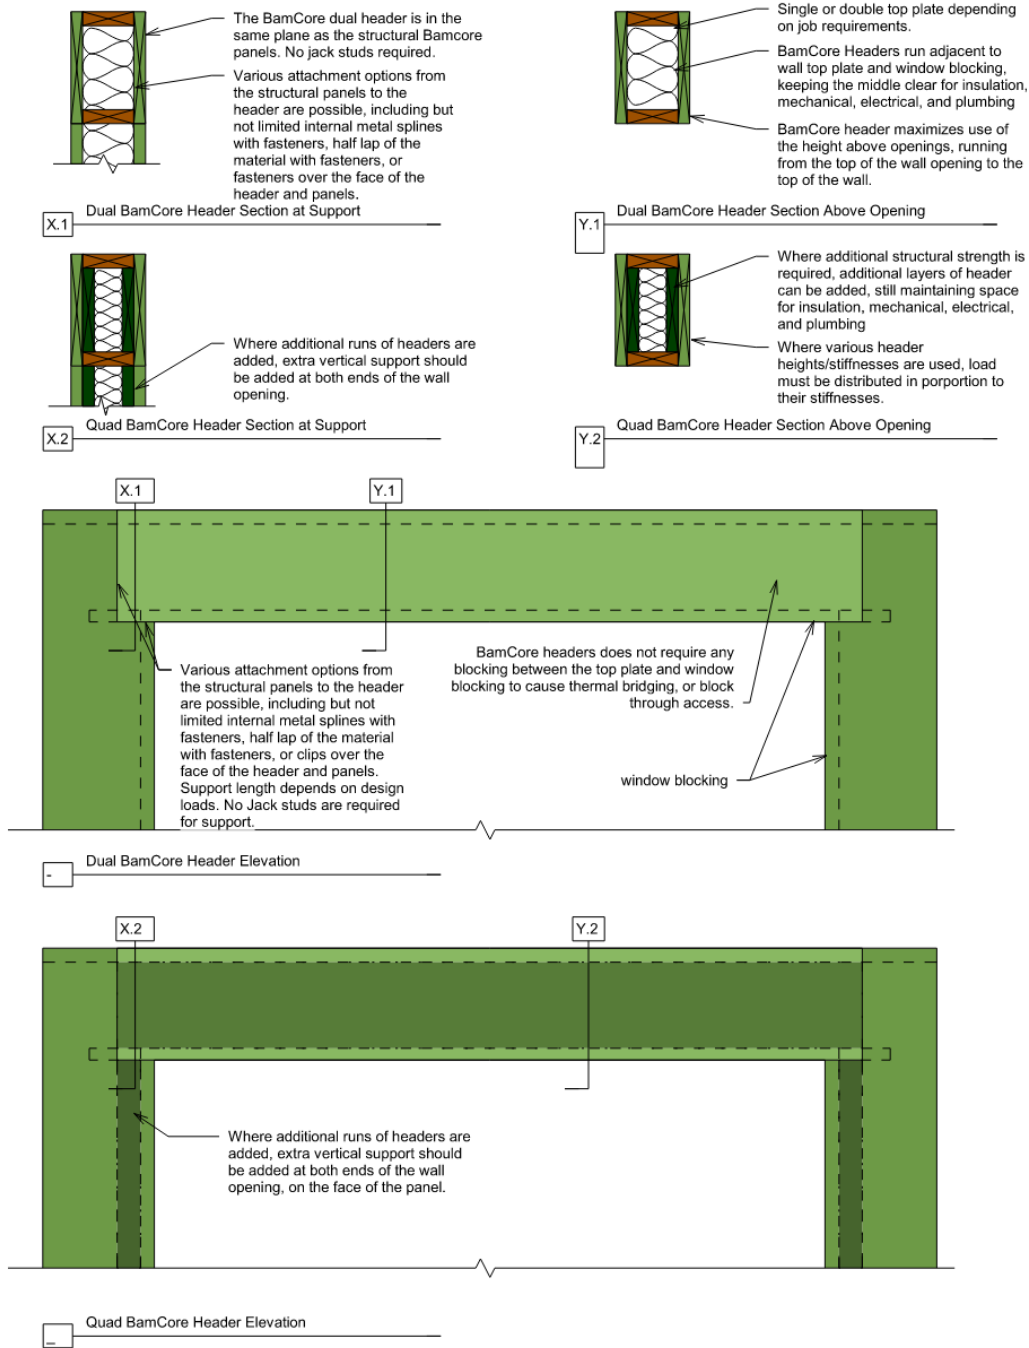 The BamCore dual header is in the
same plane as the structural Bamcore
panels. No jack studs required.
Various attachment options from
the structural panels to the
header are possible, including but
not limited internal metal splines
with fasteners, half lap of the
material with fasteners, or
fasteners over the face of the
header and panels.
X.1
Dual BamCore Header Section at Support
Single or double top plate depending
on job requirements.
BamCore Headers run adjacent to
wall top plate and window blocking,
keeping the middle clear for insulation,
mechanical, electrical, and plumbing
BamCore header maximizes use of
the height above openings, running
from the top of the wall opening to the
top of the wall.
Y.1
Dual BamCore Header Section Above Opening
Where additional runs of headers are
added, extra vertical support should
be added at both ends of the wall
opening.
X.2
Quad BamCore Header Section at Support
Where additional structural strength is
required, additional layers of header
can be added, still maintaining space
for insulation, mechanical, electrical,
and plumbing
Where various header
heights/stiffnesses are used, load
must be distributed in porportion to
their stiffnesses.
Y.2
Quad BamCore Header Section Above Opening
X.1
Y.1
Various attachment options from
the structural panels to the header
are possible, including but not
limited internal metal splines with
fasteners, half lap of the material
with fasteners, or clips over the
face of the header and panels.
Support length depends on design
loads. No Jack studs are required
for support.
BamCore headers does not require any
blocking between the top plate and window
blocking to cause thermal bridging, or block
through access.
window blocking
-
Dual BamCore Header Elevation
X.2
Y.2
Where additional runs of headers are
added, extra vertical support should
be added at both ends of the wall
opening, on the face of the panel.
_
Quad BamCore Header Elevation